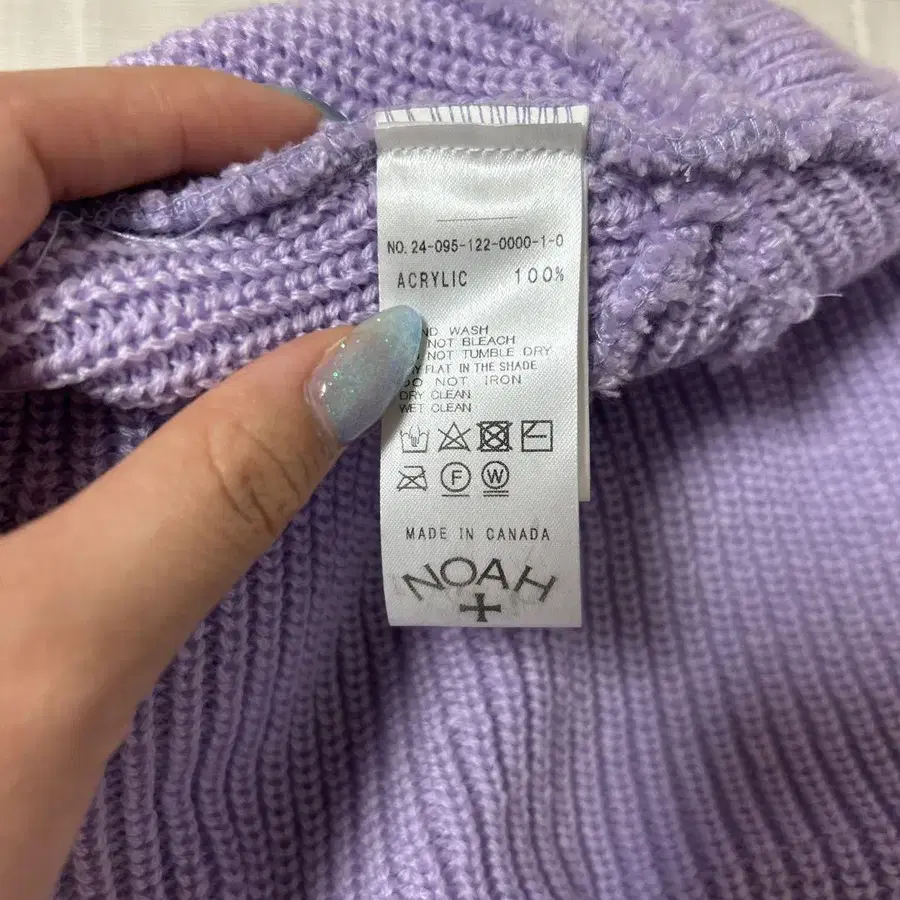 NO. 24-095-122-0000-1-0
ACRYLIC 100%
WASH
NOT BLEACH
NOT TUMBLE DRY
FLAT IN THE SHADE
DO NOT IRON
DRY CLEAN
WET CLEAN
F W
MADE IN CANADA
NOAH